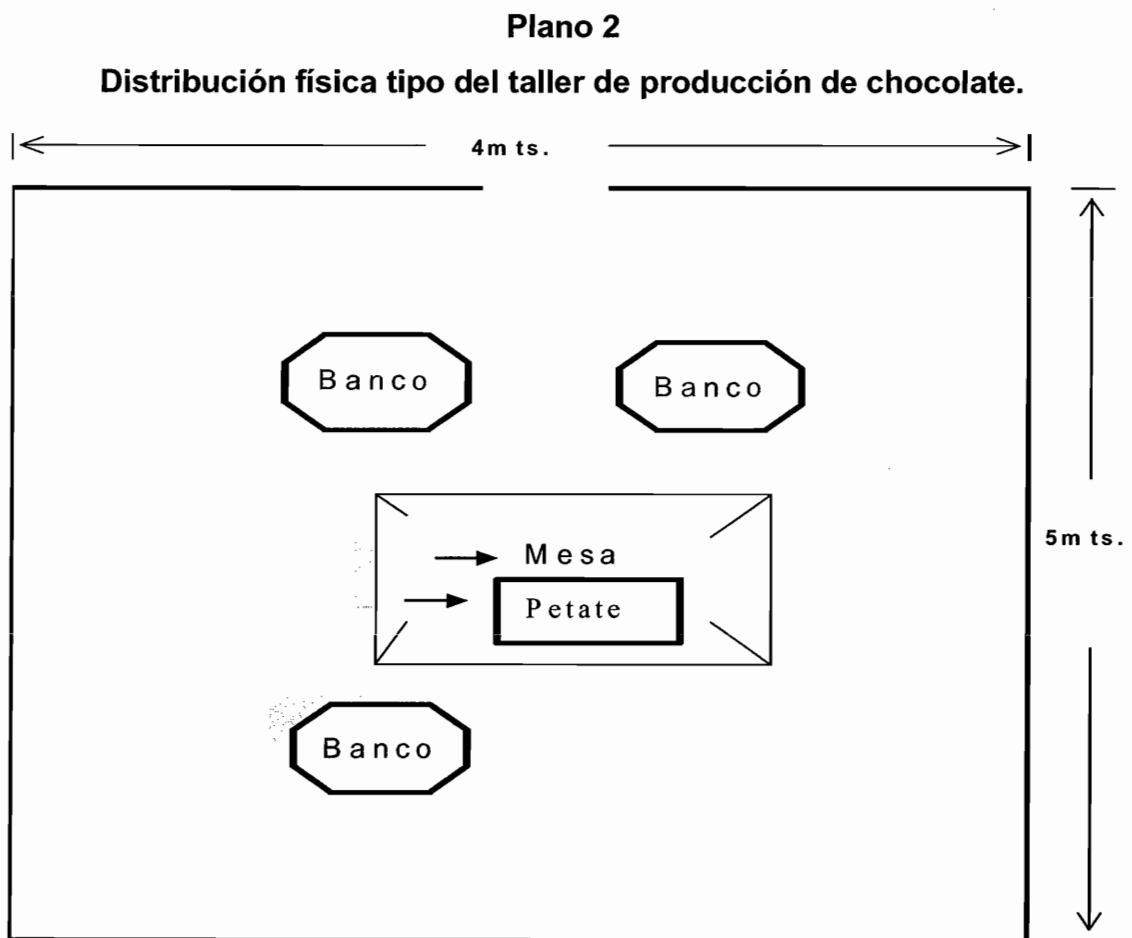 Plano 2
Distribución física tipo del taller de producción de chocolate.
4m ts.
Banco
Banco
Mesa
5m ts.
Petate
Banco